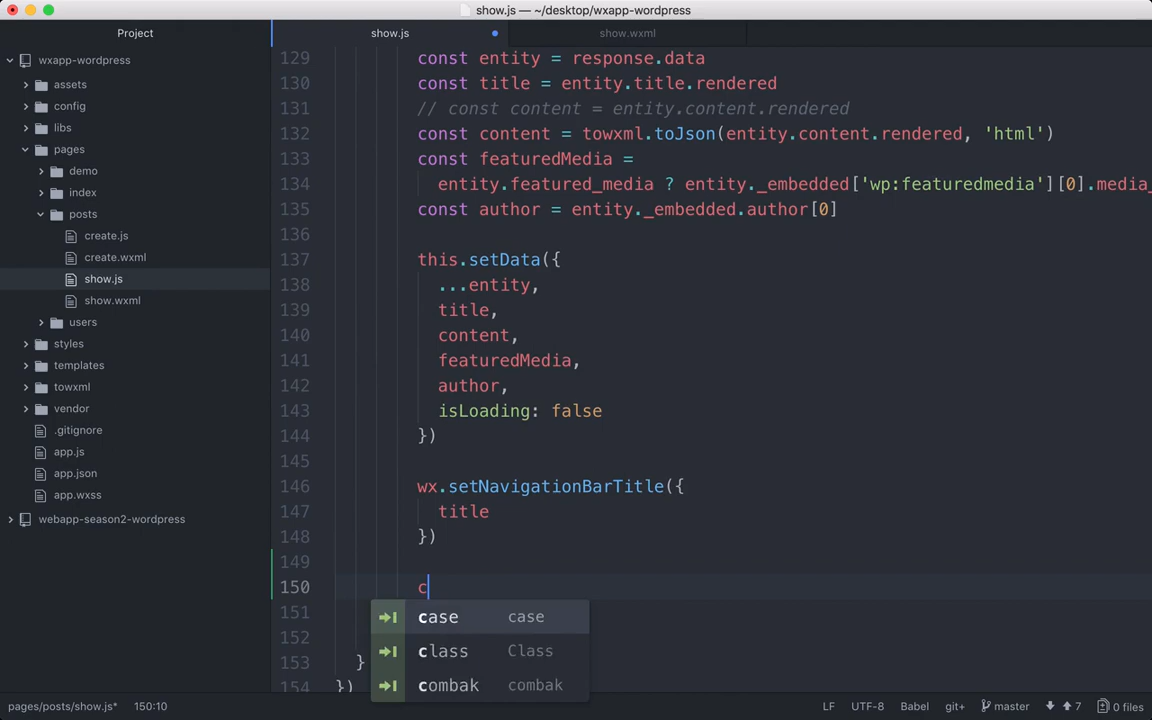 show.js — ~/desktop/wxapp-wordpress
Project
show.js
show.wxml
wxapp-wordpress
assets
config
libs
pages
demo
index
posts
create.js
create.wxml
show.js
show.wxml
users
styles
templates
towxml
vendor
.gitignore
app.js
app.json
app.wxss
webapp-season2-wordpress
129 const entity = response.data
130 const title = entity.title.rendered
131 // const content = entity.content.rendered
132 const content = towxml.toJson(entity.content.rendered, 'html')
133 const featuredMedia =
134 entity.featured_media ? entity._embedded['wp:featuredmedia'][0].media_
135 const author = entity._embedded.author[0]
136
137 this.setData({
138 ...entity,
139 title,
140 content,
141 featuredMedia,
142 author,
143 isLoading: false
144 })
145
146 wx.setNavigationBarTitle({
147 title
148 })
149
150 c
151
152
153 }
154 })
case case
class Class
combak combak
pages/posts/show.js* 150:10
LF UTF-8 Babel git+ master 7 0 files